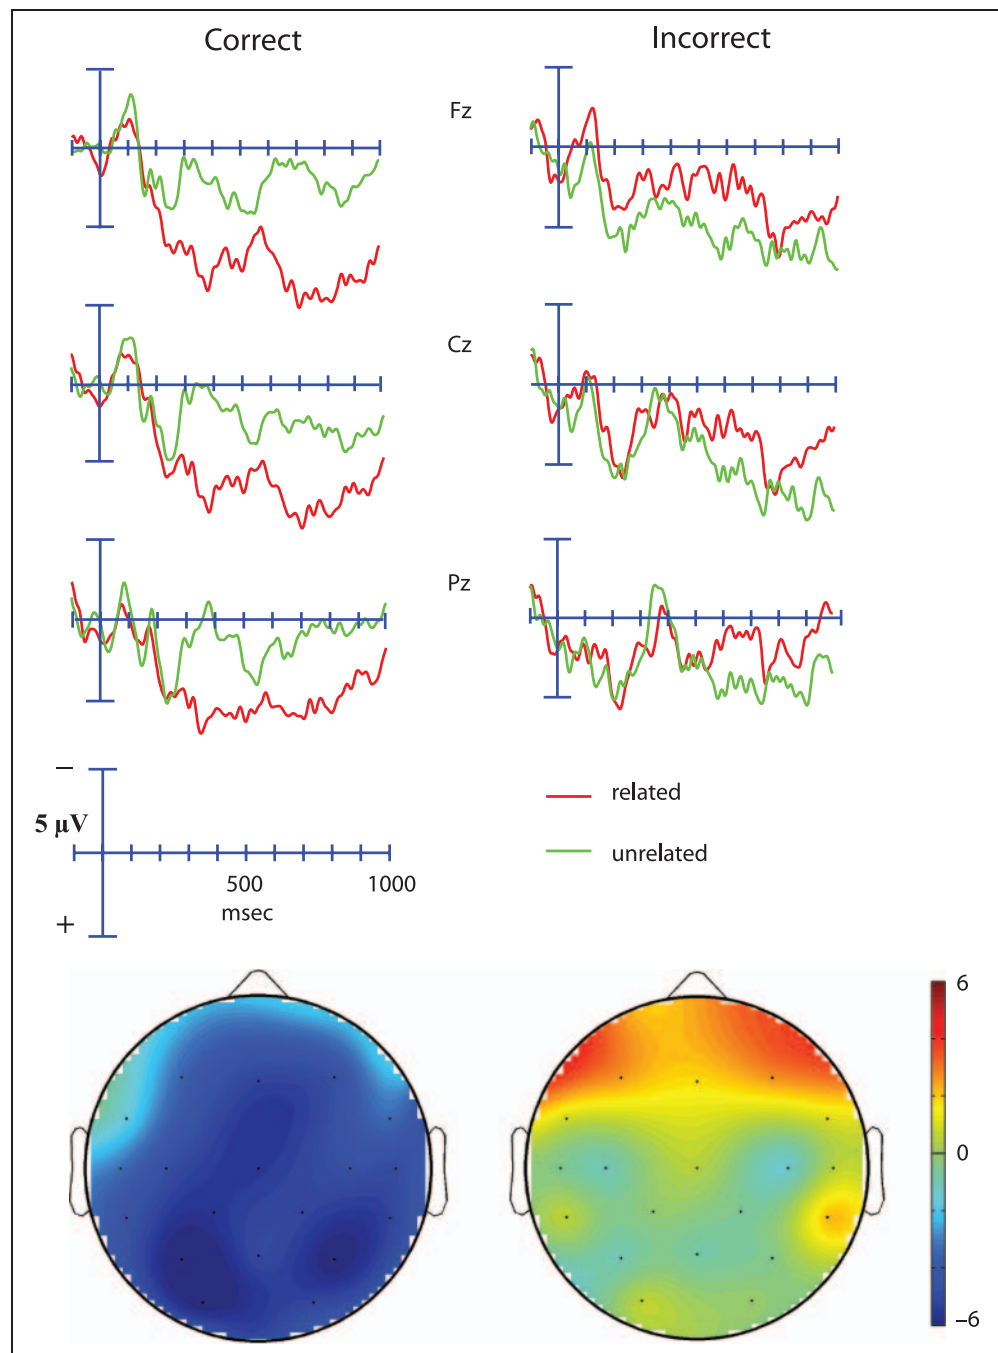 Correct
Incorrect
Fz
Cz
Pz
−
5 μV
500
1000
msec
+
related
unrelated
6
0
–6